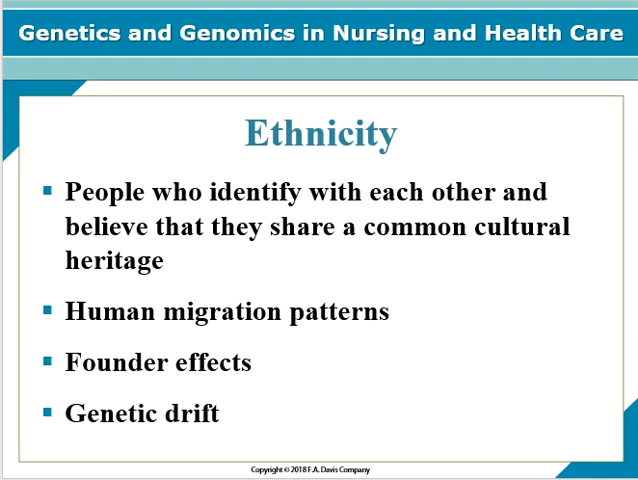 Genetics and Genomics in Nursing and Health Care
Ethnicity
People who identify with each other and
believe that they share a common cultural
heritage
Human migration patterns
Founder effects
Genetic drift
Copyright © 2018 F.A. Davis Company